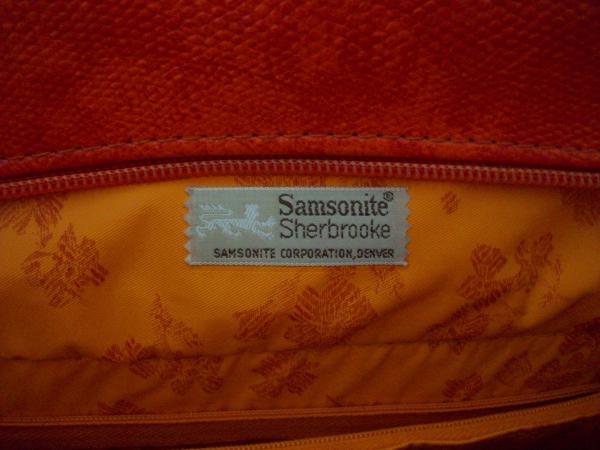 Samsonite®
Sherbrooke
SAMSONITE CORPORATION, DENVER